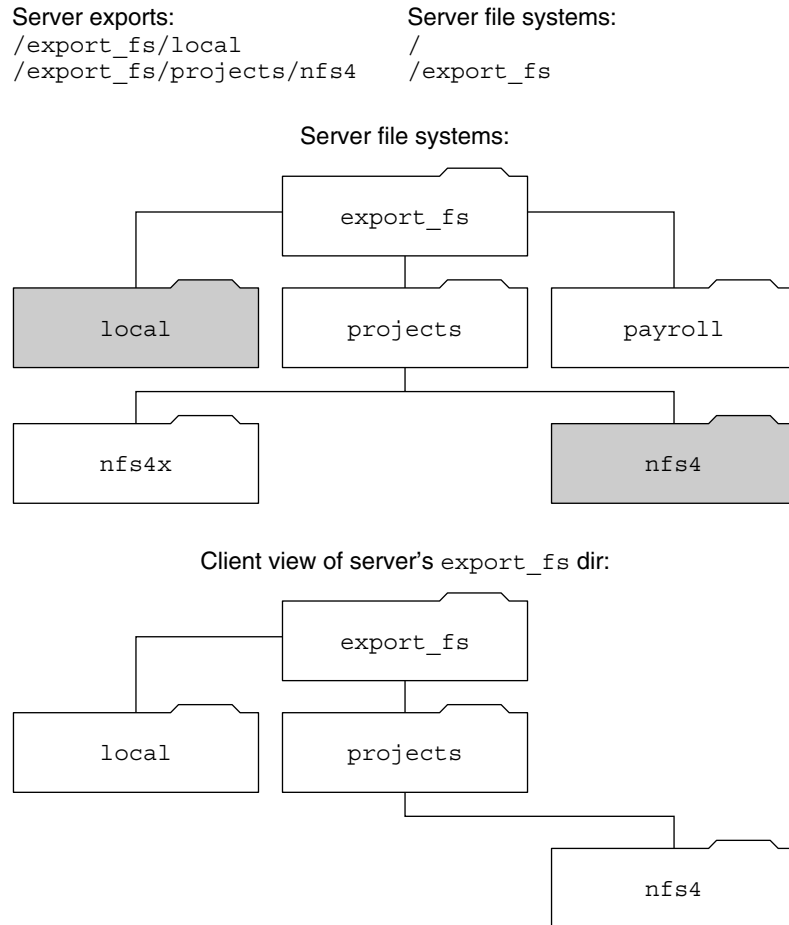 Server exports:
/export_fs/local
/export_fs/projects/nfs4
Server file systems:
/
/export_fs
Server file systems:
export_fs
local
projects
payroll
nfs4x
nfs4
Client view of server’s export_fs dir:
export_fs
local
projects
nfs4